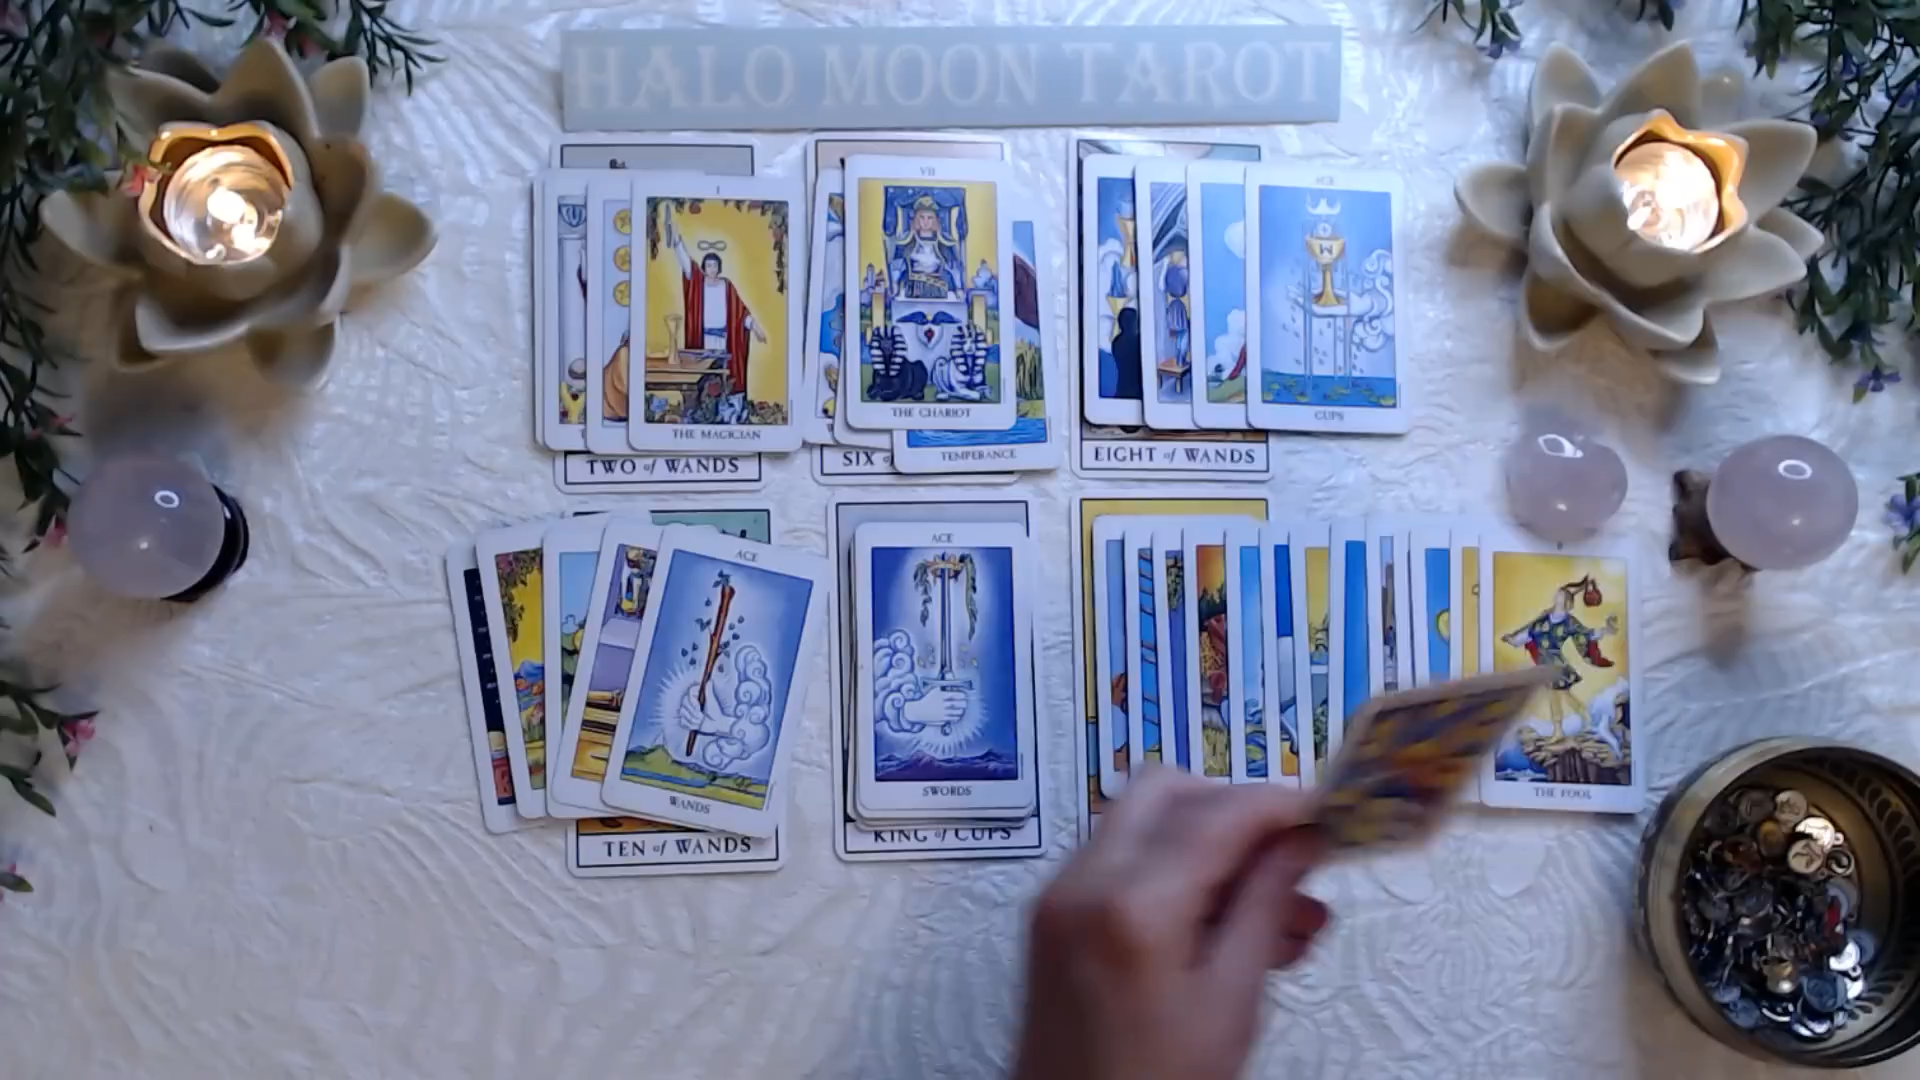 HALO MOON TAROT
I
THE MAGICIAN
TWO of WANDS
VII
THE CHARIOT
SIX
TEMPERANCE
ACE
CUPS
EIGHT of WANDS
ACE
WANDS
TEN of WANDS
ACE
SWORDS
KING of CUPS
THE FOOL